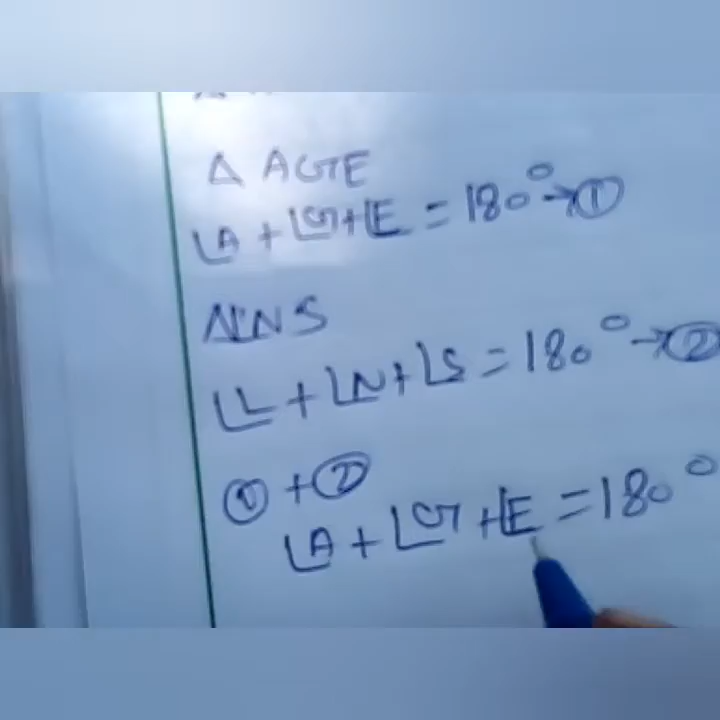 Δ AGE
∠A + ∠G + ∠E = 180° → ①
ΔLNS
∠L + ∠N + ∠S = 180° → ②
① + ②
∠A + ∠G + ∠E = 180°